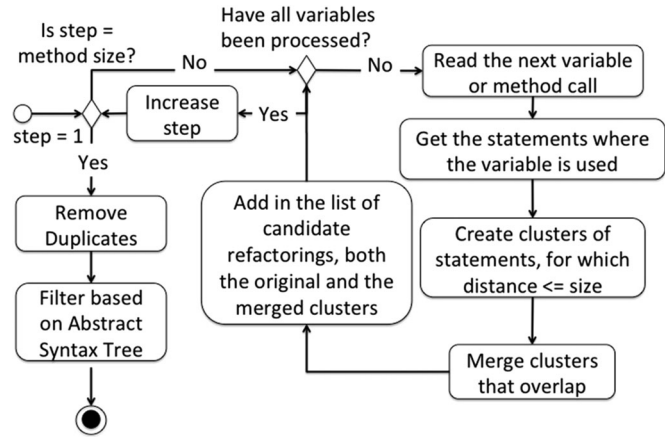 Is step =
method size?
Have all variables
been processed?
No
No
Read the next variable
or method call
Increase
step
Yes
step = 1
Yes
Get the statements where
the variable is used
Remove
Duplicates
Add in the list of
candidate
refactorings, both
the original and the
merged clusters
Create clusters of
statements, for which
distance <= size
Filter based
on Abstract
Syntax Tree
Merge clusters
that overlap